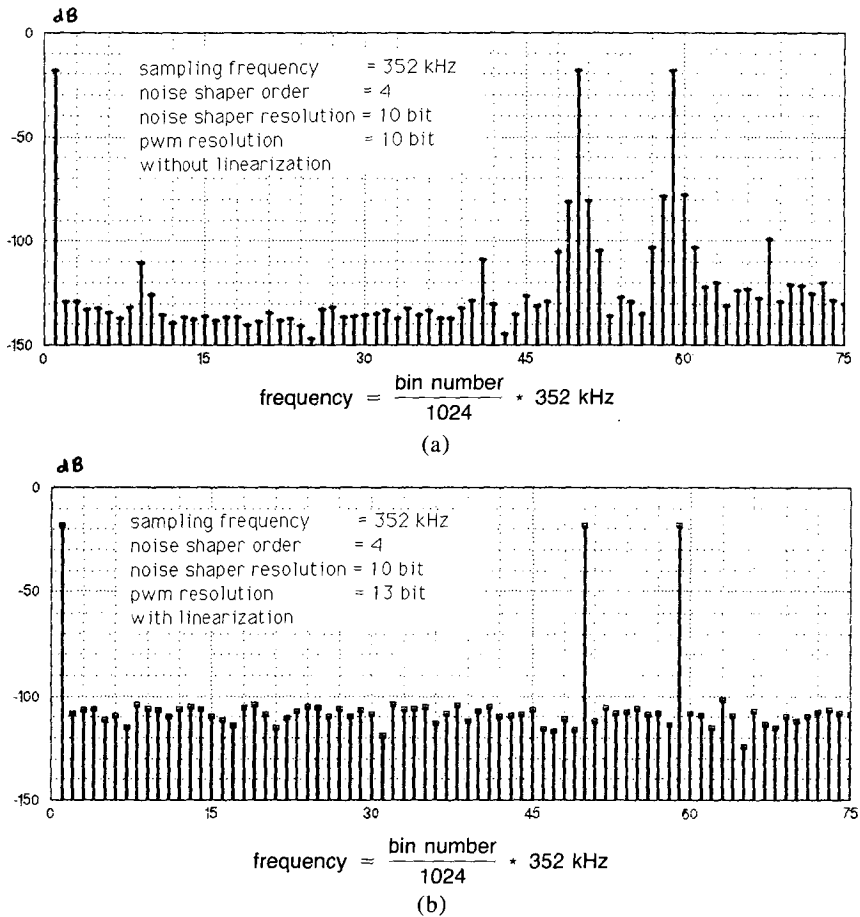 dB
0
sampling frequency = 352 kHz
noise shaper order = 4
noise shaper resolution = 10 bit
pwm resolution = 10 bit
without linearization
-50
-100
-150
0 15 30 45 60 75
frequency = bin number / 1024 * 352 kHz
(a)
dB
0
sampling frequency = 352 kHz
noise shaper order = 4
noise shaper resolution = 10 bit
pwm resolution = 13 bit
with linearization
-50
-100
-150
0 15 30 45 60 75
frequency = bin number / 1024 * 352 kHz
(b)